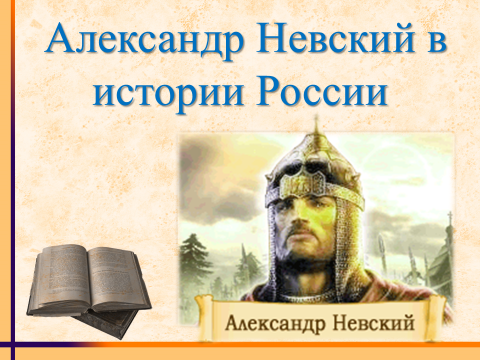 Александр Невский в
истории России
Александр Невский